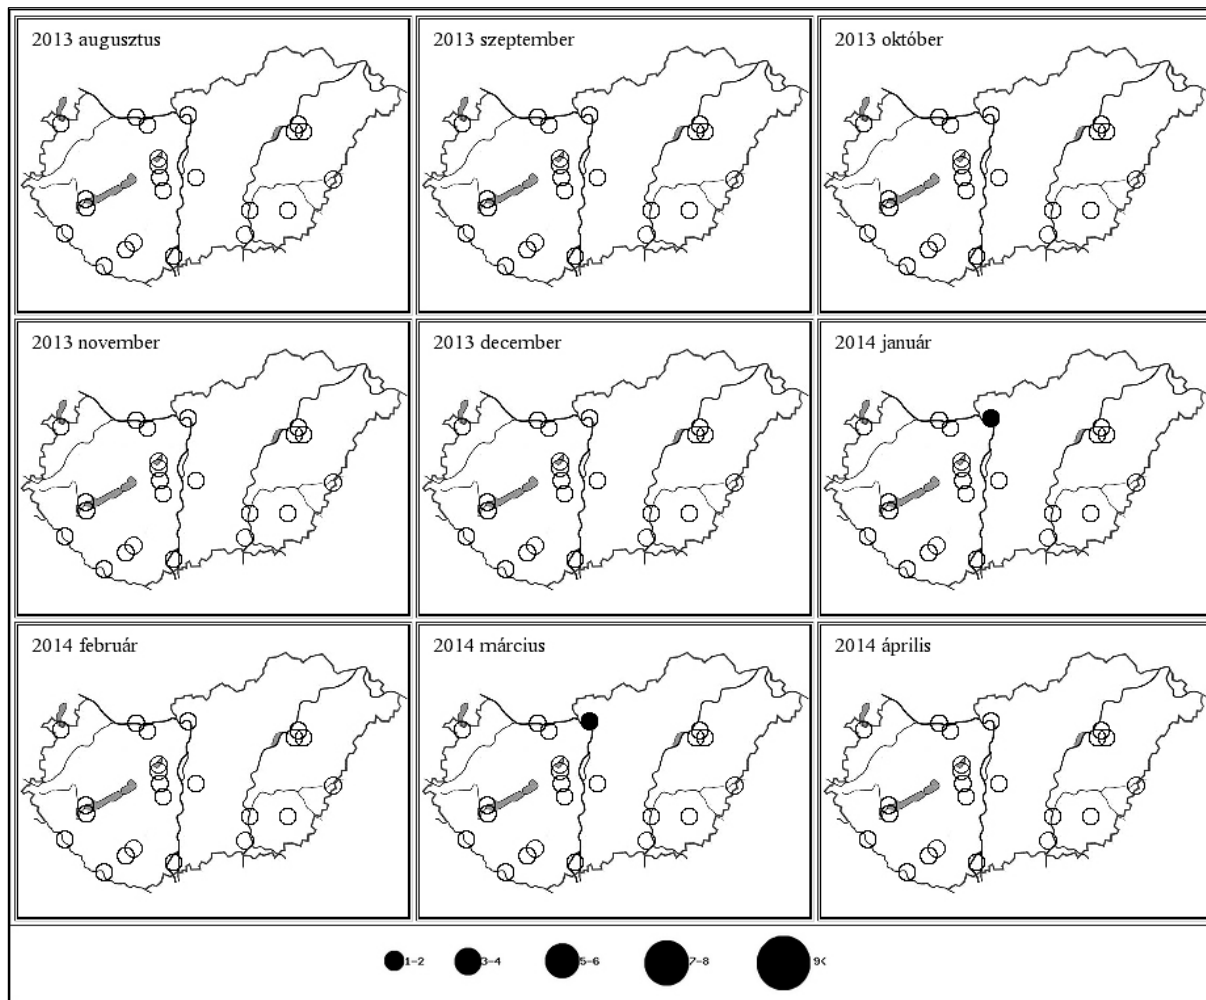 2013 augusztus
2013 szeptember
2013 október
2013 november
2013 december
2014 január
2014 február
2014 március
2014 április
1-2
3-4
5-6
7-8
9<